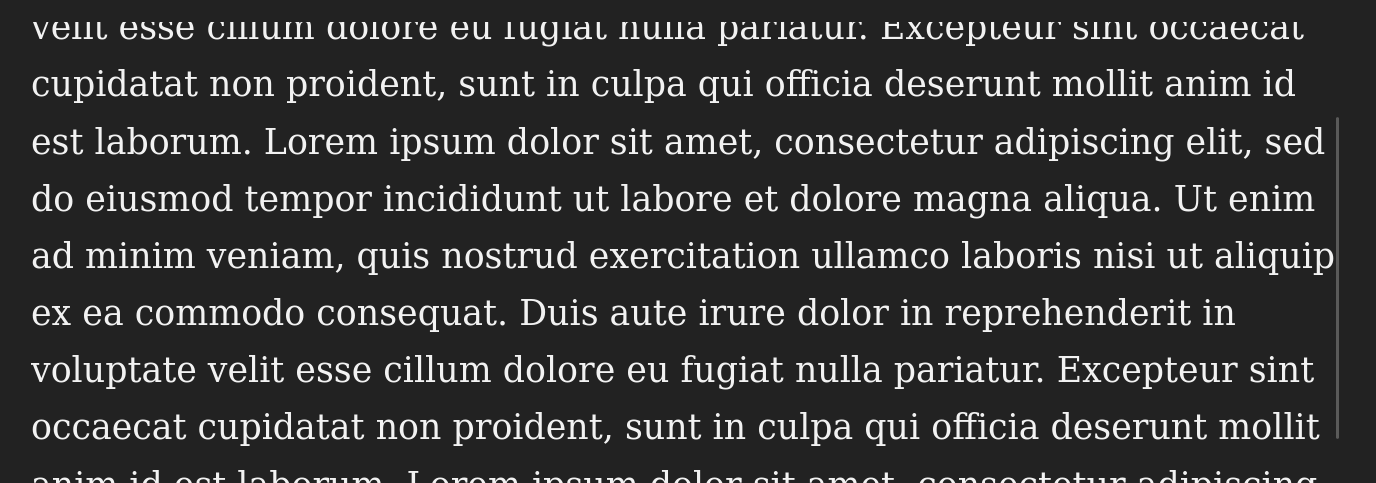 velit esse cillum dolore eu fugiat nulla pariatur. Excepteur sint occaecat
cupidatat non proident, sunt in culpa qui officia deserunt mollit anim id
est laborum. Lorem ipsum dolor sit amet, consectetur adipiscing elit, sed
do eiusmod tempor incididunt ut labore et dolore magna aliqua. Ut enim
ad minim veniam, quis nostrud exercitation ullamco laboris nisi ut aliquip
ex ea commodo consequat. Duis aute irure dolor in reprehenderit in
voluptate velit esse cillum dolore eu fugiat nulla pariatur. Excepteur sint
occaecat cupidatat non proident, sunt in culpa qui officia deserunt mollit
anim id est laborum. Lorem ipsum dolor sit amet, consectetur adipiscing